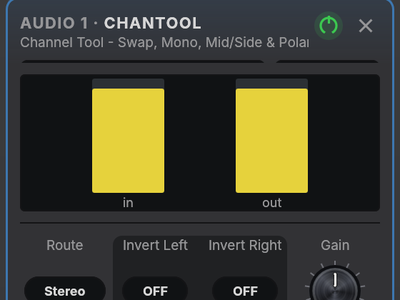 AUDIO 1 · CHANTOOL
Channel Tool - Swap, Mono, Mid/Side & Polar
in out
Route Invert Left Invert Right Gain
Stereo OFF OFF